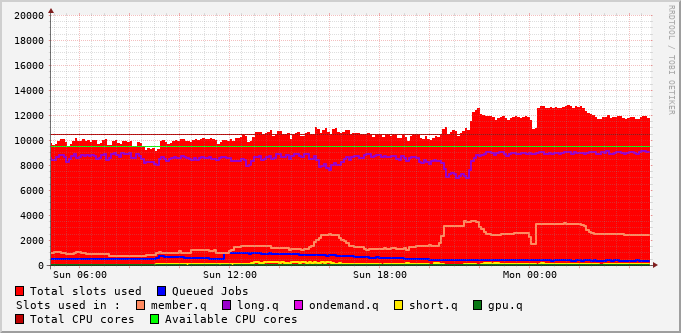 20000
18000
16000
14000
12000
10000
8000
6000
4000
2000
0
Sun 06:00 Sun 12:00 Sun 18:00 Mon 00:00
RRDTOOL / TOBI OETIKER
Total slots used Queued Jobs
Slots used in : member.q long.q ondemand.q short.q gpu.q
Total CPU cores Available CPU cores